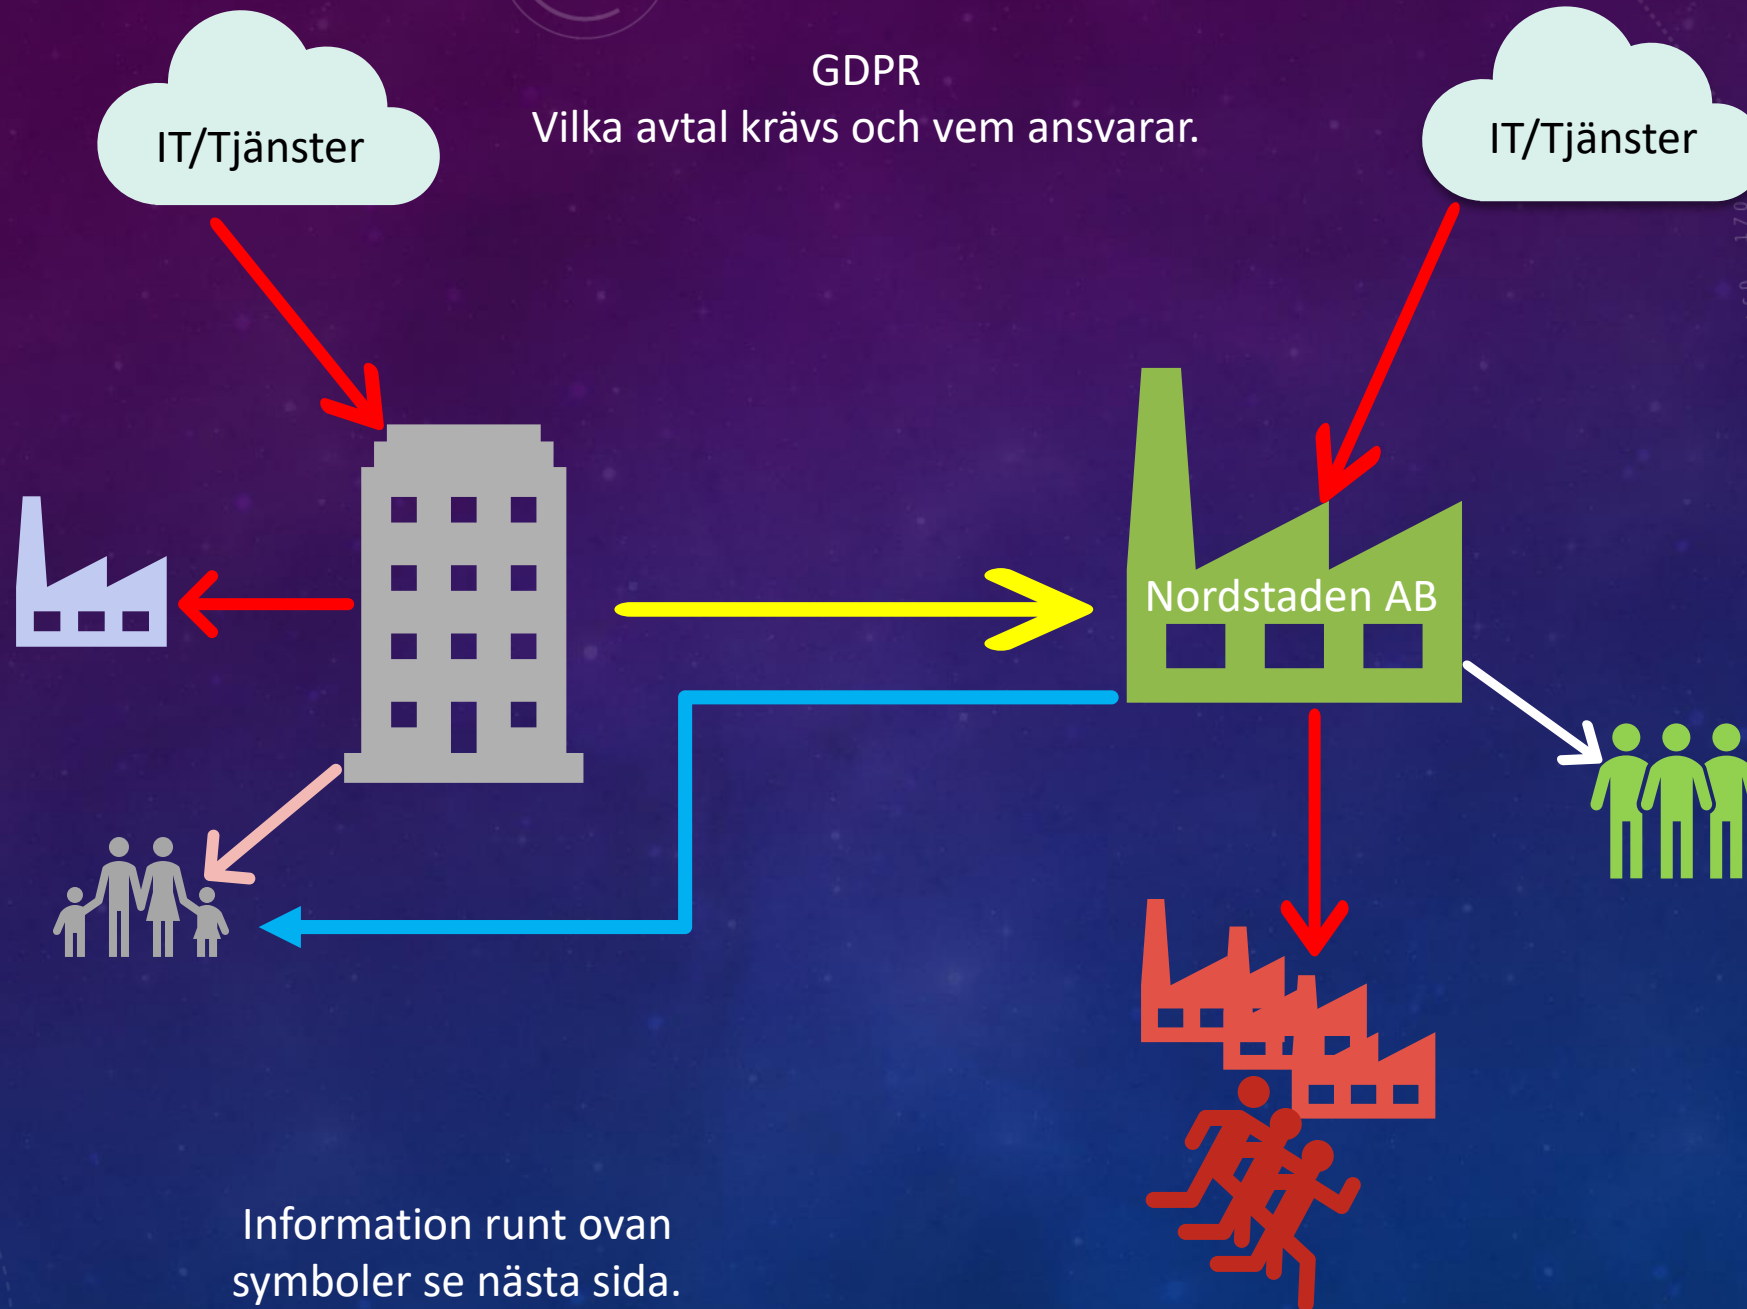 GDPR
Vilka avtal krävs och vem ansvarar.
IT/Tjänster
IT/Tjänster
Nordstaden AB
Information runt ovan
symboler se nästa sida.